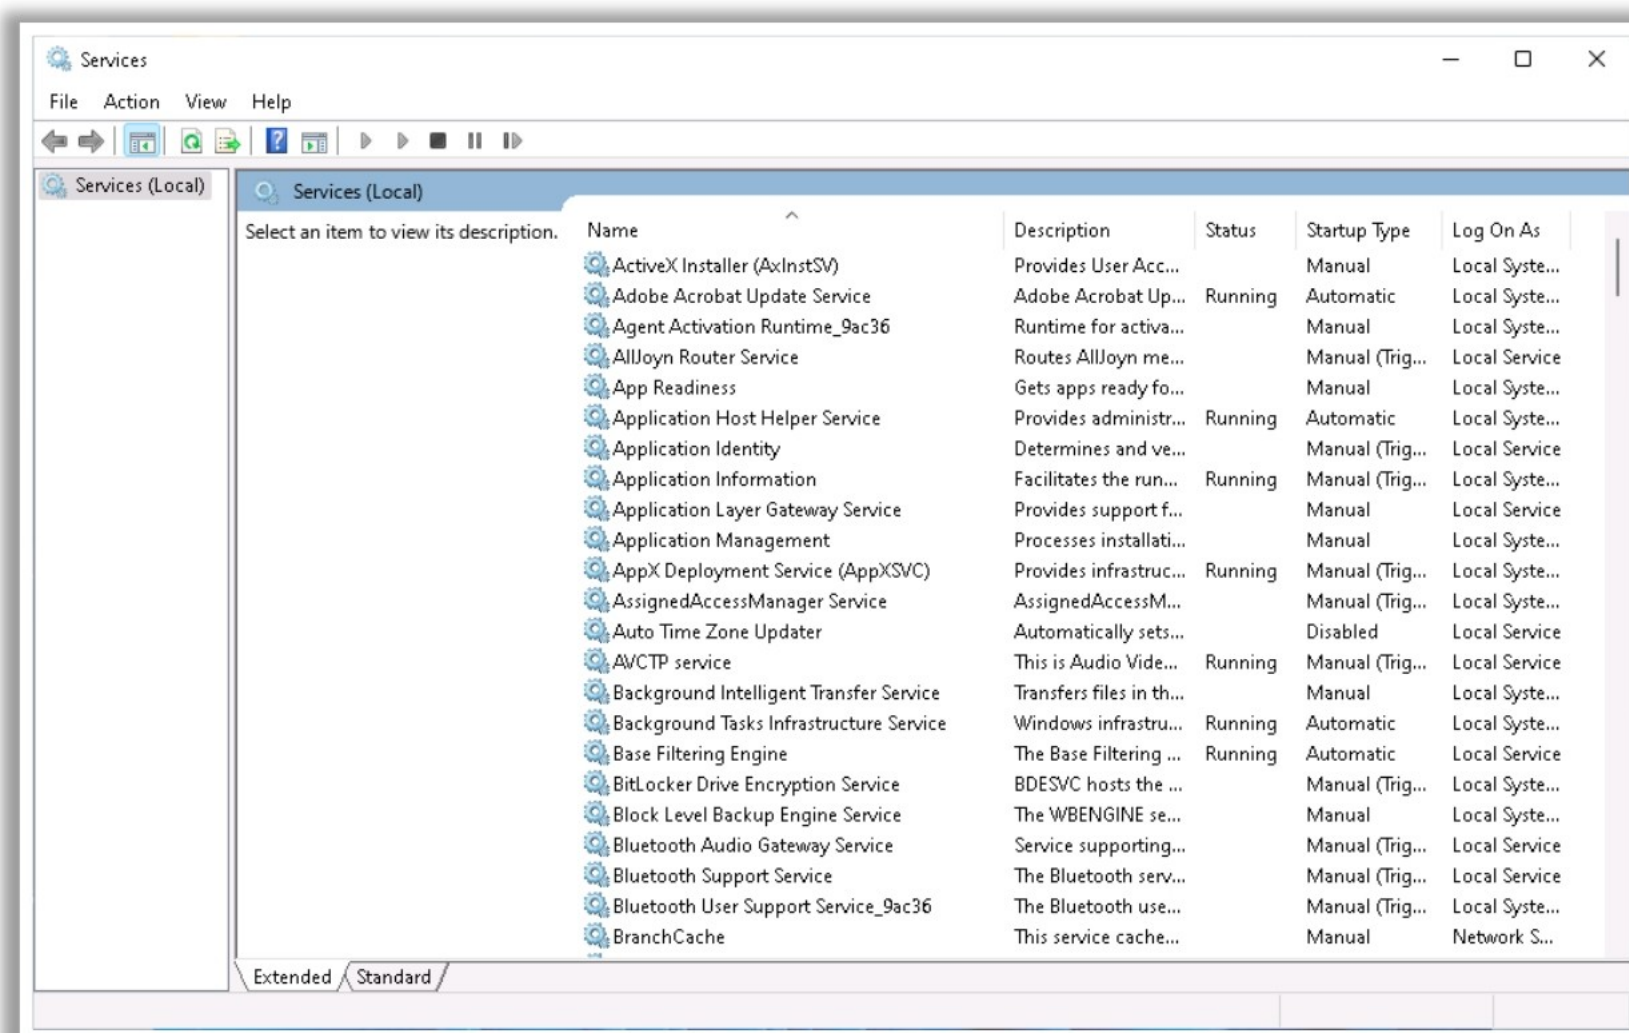 Services
File Action View Help
Services (Local)
Services (Local)
Select an item to view its description.
Name Description Status Startup Type Log On As
ActiveX Installer (AxInstSV) Provides User Acc... Manual Local Syste...
Adobe Acrobat Update Service Adobe Acrobat Up... Running Automatic Local Syste...
Agent Activation Runtime_9ac36 Runtime for activa... Manual Local Syste...
AllJoyn Router Service Routes AllJoyn me... Manual (Trig... Local Service
App Readiness Gets apps ready fo... Manual Local Syste...
Application Host Helper Service Provides administr... Running Automatic Local Syste...
Application Identity Determines and ve... Manual (Trig... Local Service
Application Information Facilitates the run... Running Manual (Trig... Local Syste...
Application Layer Gateway Service Provides support f... Manual Local Service
Application Management Processes installati... Manual Local Syste...
AppX Deployment Service (AppXSVC) Provides infrastruc... Running Manual (Trig... Local Syste...
AssignedAccessManager Service AssignedAccessM... Manual (Trig... Local Syste...
Auto Time Zone Updater Automatically sets... Disabled Local Service
AVCTP service This is Audio Vide... Running Manual (Trig... Local Service
Background Intelligent Transfer Service Transfers files in th... Manual Local Syste...
Background Tasks Infrastructure Service Windows infrastru... Running Automatic Local Syste...
Base Filtering Engine The Base Filtering ... Running Automatic Local Service
BitLocker Drive Encryption Service BDESVC hosts the ... Manual (Trig... Local Syste...
Block Level Backup Engine Service The WBENGINE se... Manual Local Syste...
Bluetooth Audio Gateway Service Service supporting... Manual (Trig... Local Service
Bluetooth Support Service The Bluetooth serv... Manual (Trig... Local Service
Bluetooth User Support Service_9ac36 The Bluetooth use... Manual (Trig... Local Syste...
BranchCache This service cache... Manual Network S...
Extended Standard